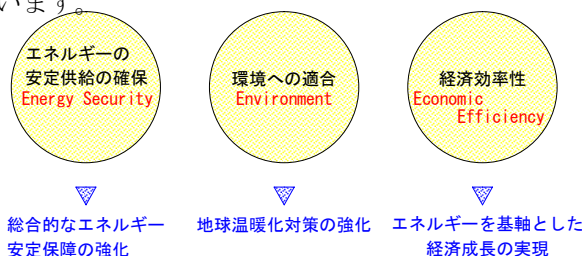 います。
エネルギーの
安定供給の確保
Energy Security
環境への適合
Environment
経済効率性
Economic
Efficiency
総合的なエネルギー
安定保障の強化
地球温暖化対策の強化
エネルギーを基軸とした
経済成長の実現